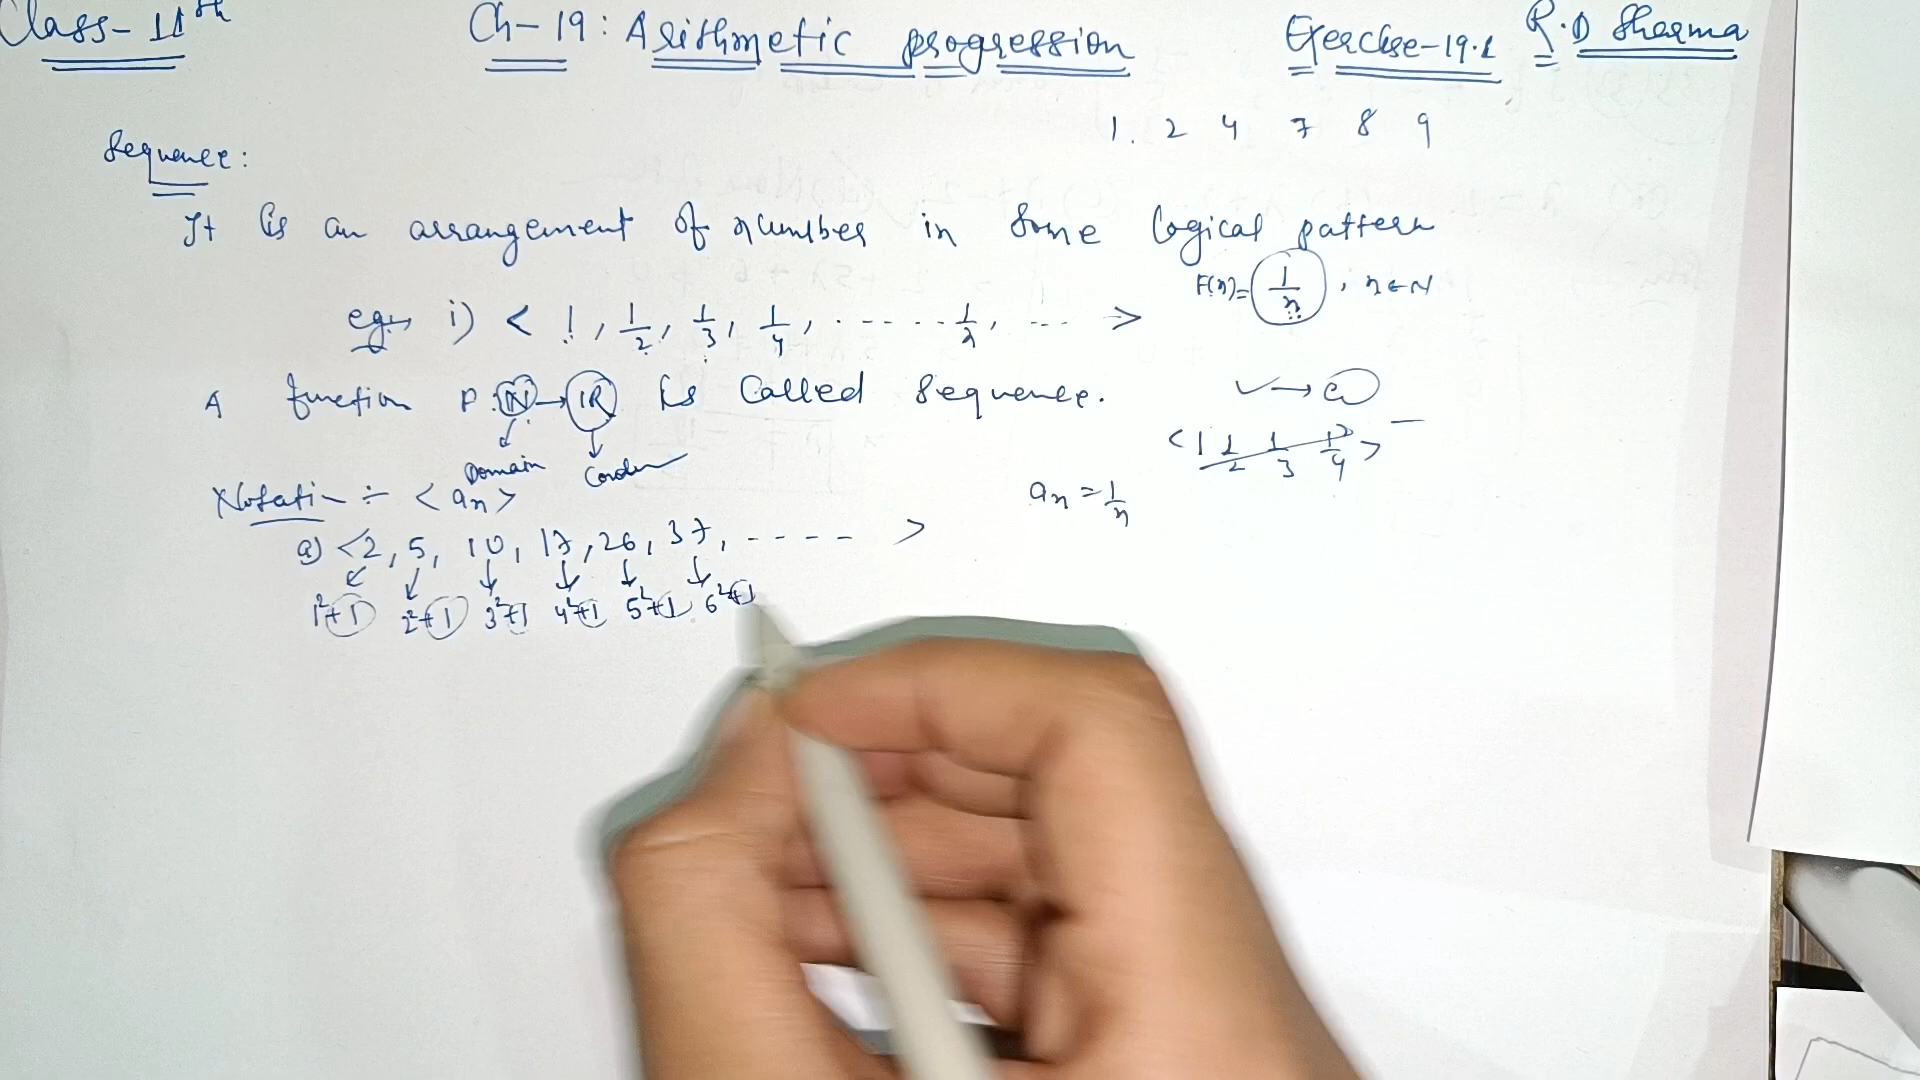 Class-11th Ch-19: Arithmetic progression Exercise-19.1 R.D Sharma
1. 2 4 7 8 9
Sequence:
It is an arrangement of number in some logical pattern
F(n)=1/n, n∈N
eg→ i) < 1, 1/2, 1/3, 1/4, ..... 1/n, ... >
A function F:N→IR is called sequence.
<1 1/2 1/3 1/4>
Domain
Notation ÷ <an>
an = 1/n
a) <2, 5, 10, 17, 26, 37, ---- >
1²+1 2²+1 3²+1 4²+1 5²+1 6²+1